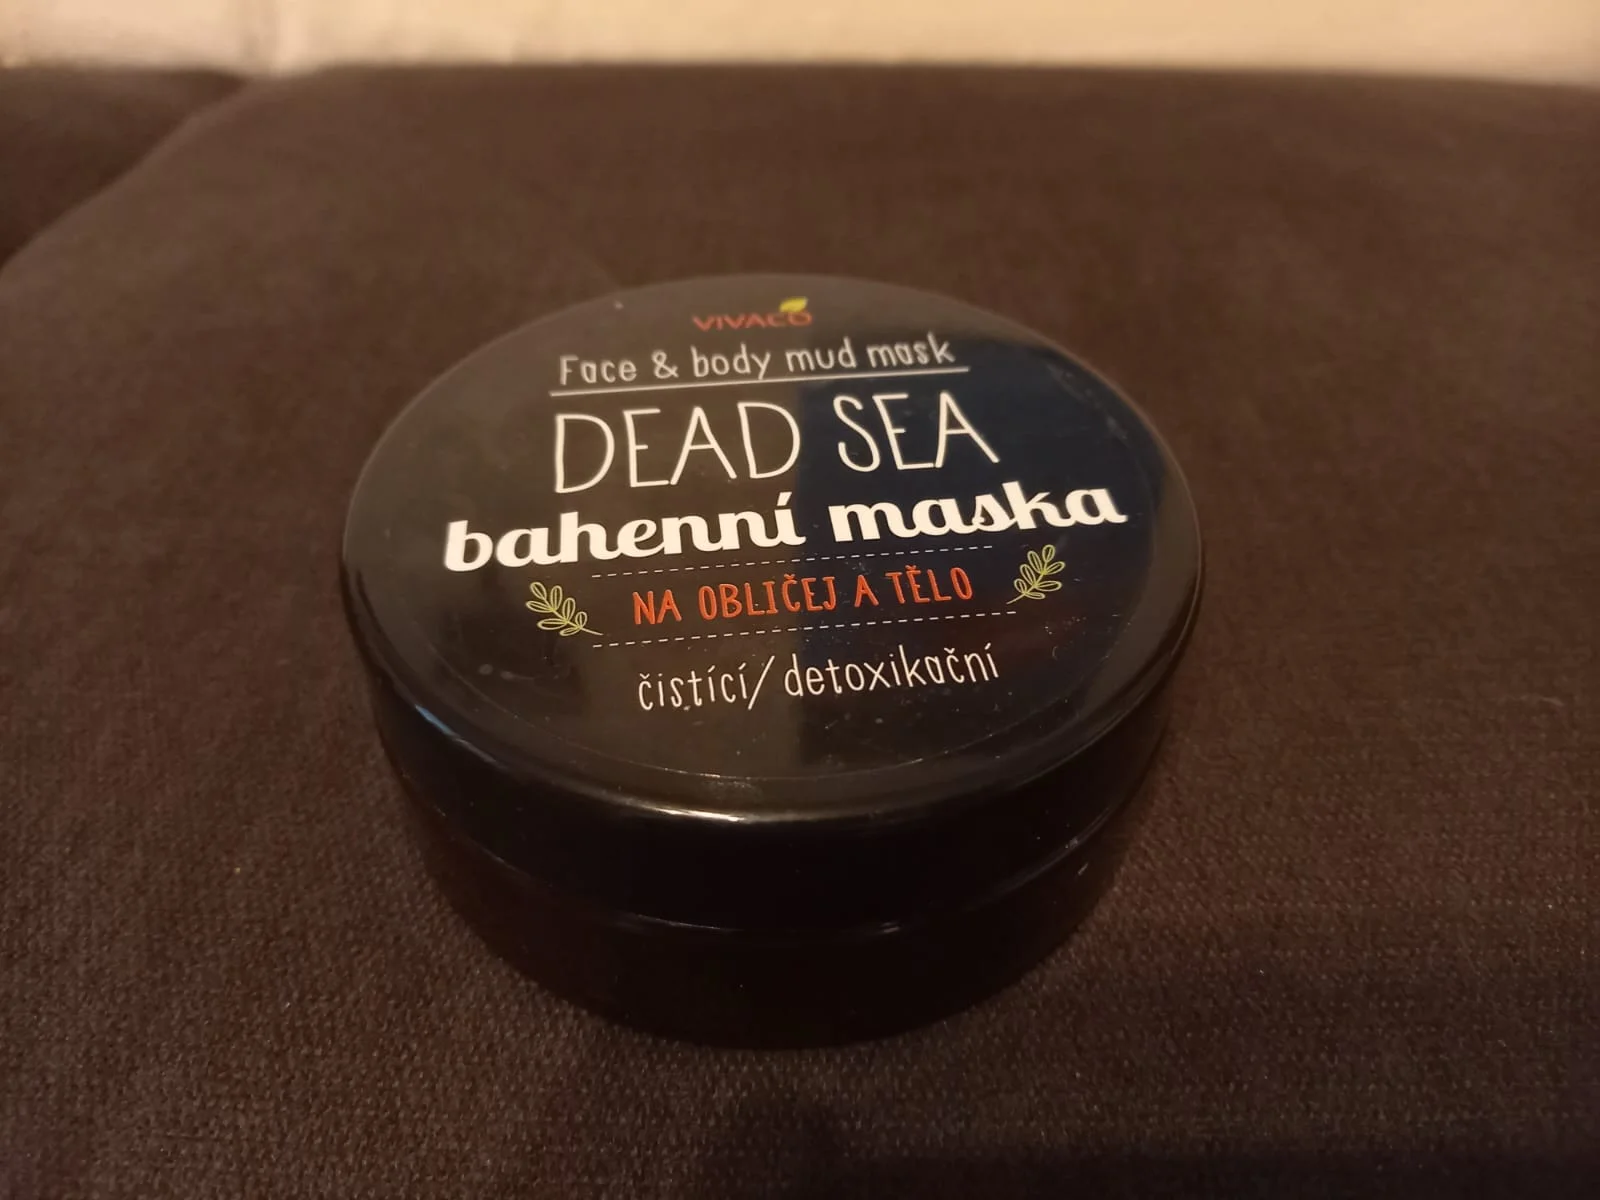 VIVACO
Face & body mud mask
DEAD SEA
bahenní maska
NA OBLIČEJ A TĚLO
čistící/detoxikační